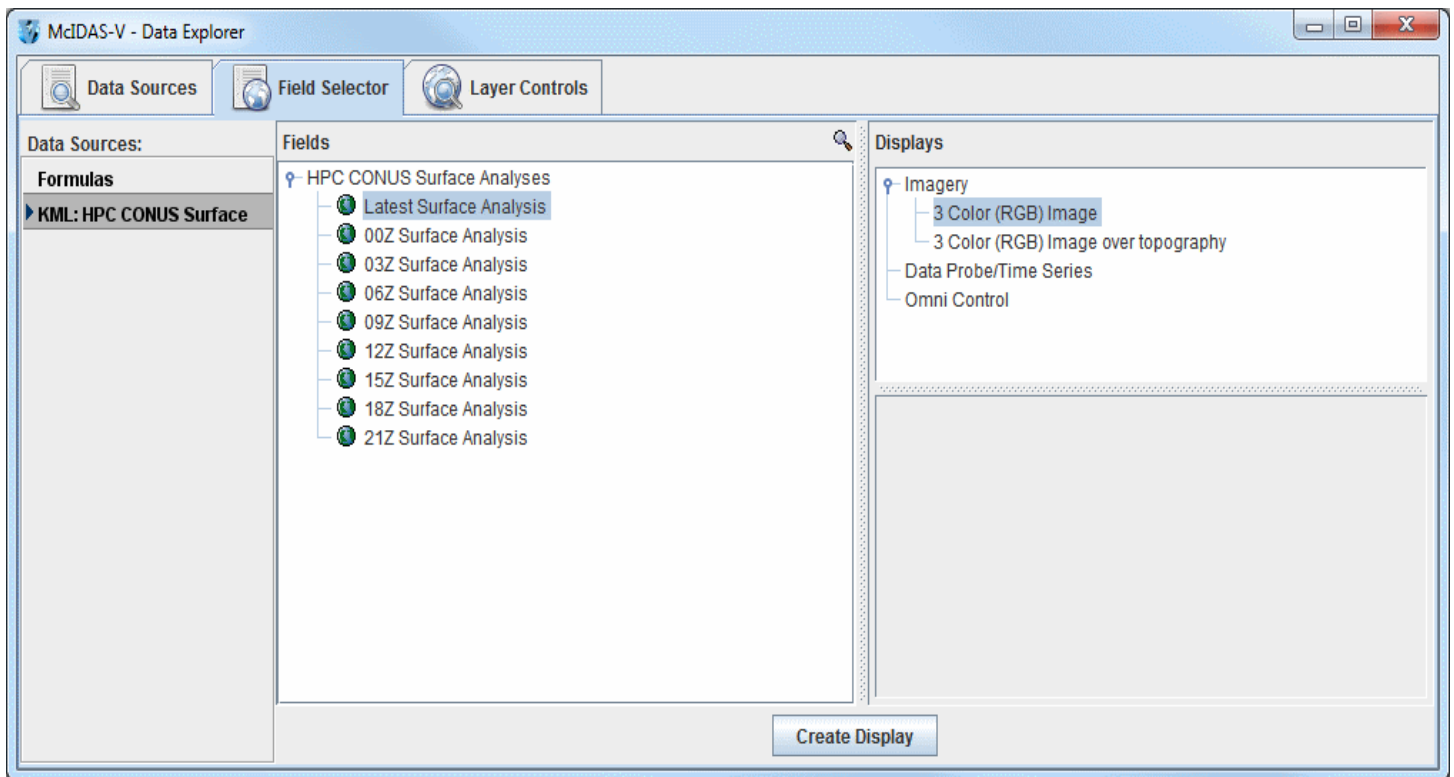 McIDAS-V - Data Explorer
Data Sources
Field Selector
Layer Controls
Data Sources:
Formulas
KML: HPC CONUS Surface
Fields
HPC CONUS Surface Analyses
Latest Surface Analysis
00Z Surface Analysis
03Z Surface Analysis
06Z Surface Analysis
09Z Surface Analysis
12Z Surface Analysis
15Z Surface Analysis
18Z Surface Analysis
21Z Surface Analysis
Displays
Imagery
3 Color (RGB) Image
3 Color (RGB) Image over topography
Data Probe/Time Series
Omni Control
Create Display